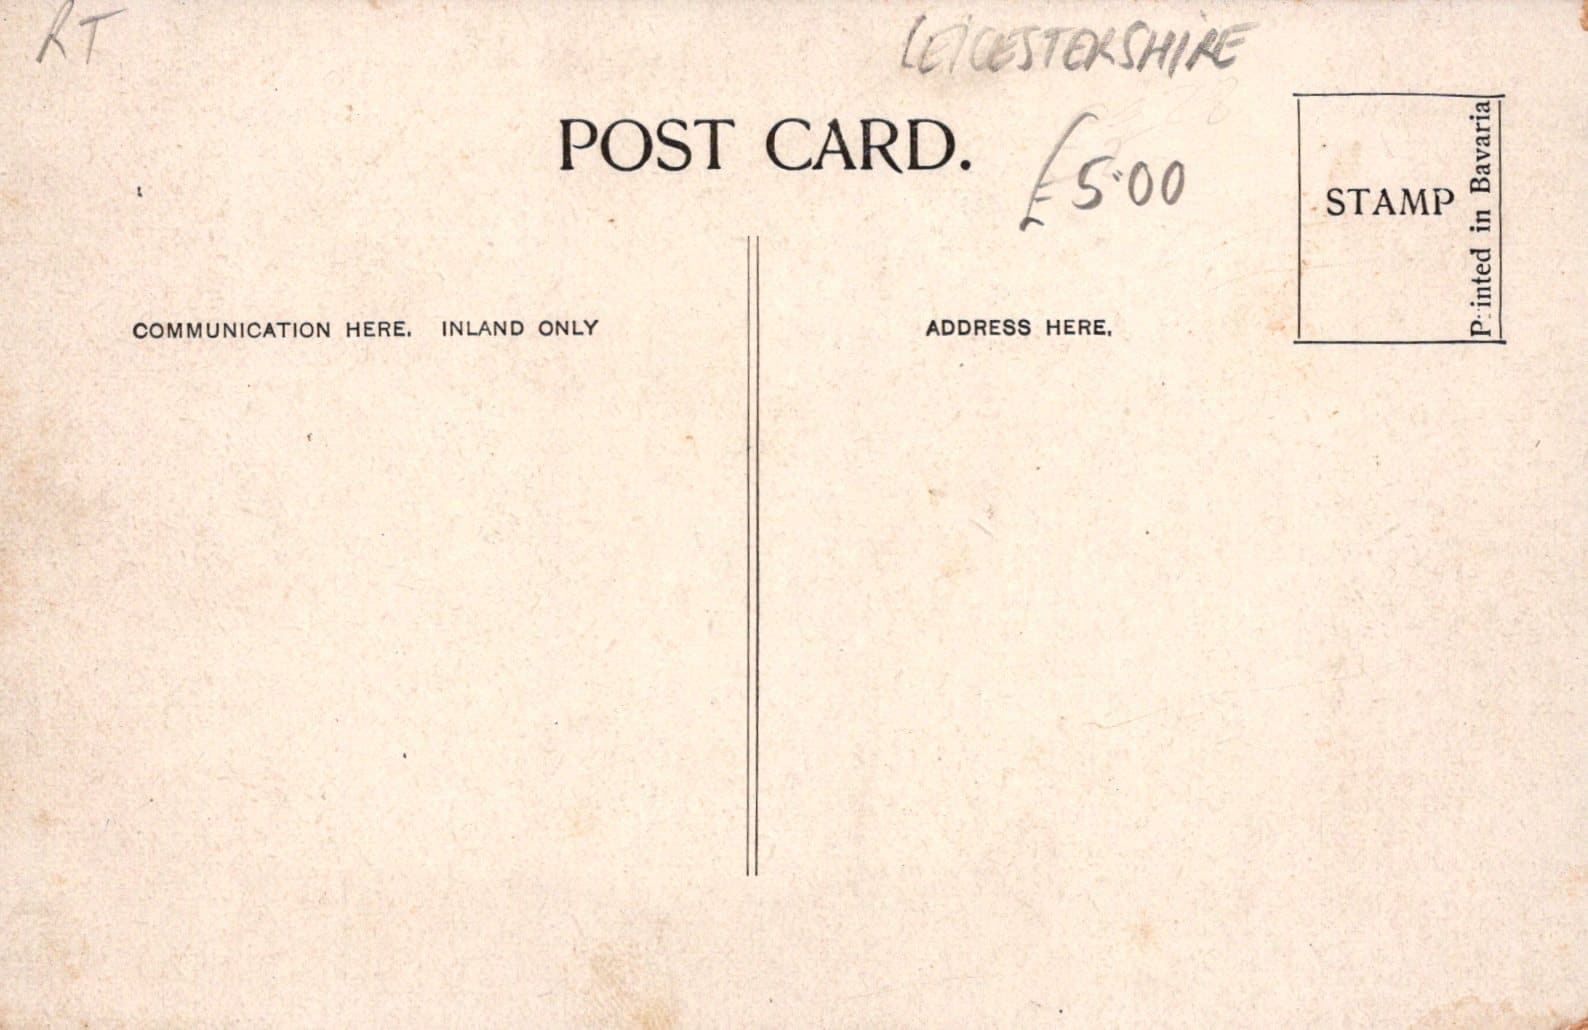 RT
LEICESTERSHIRE
POST CARD.
£5.00
STAMP
Printed in Bavaria
COMMUNICATION HERE. INLAND ONLY
ADDRESS HERE.